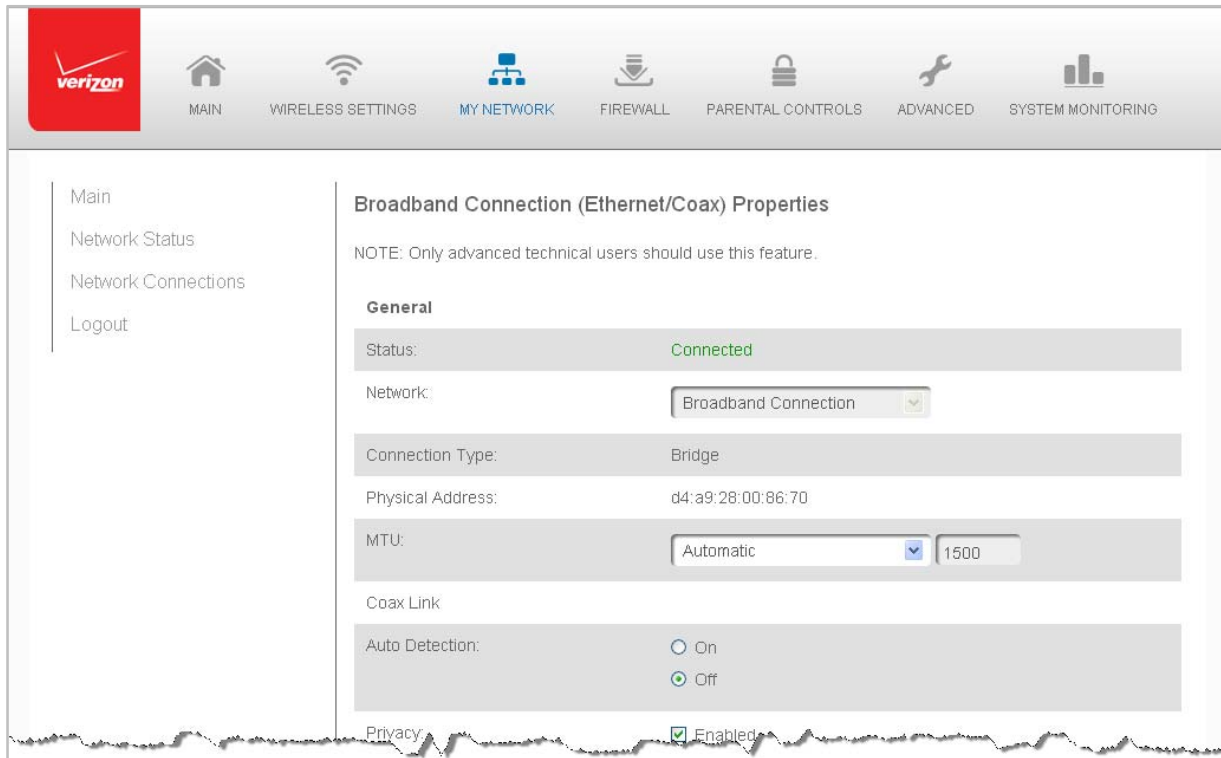 verizon
MAIN
WIRELESS SETTINGS
MY NETWORK
FIREWALL
PARENTAL CONTROLS
ADVANCED
SYSTEM MONITORING
Main
Network Status
Network Connections
Logout
Broadband Connection (Ethernet/Coax) Properties
NOTE: Only advanced technical users should use this feature.
General
Status: Connected
Network: Broadband Connection
Connection Type: Bridge
Physical Address: d4:a9:28:00:86:70
MTU: Automatic 1500
Coax Link
Auto Detection: On
Off
Privacy: Enabled